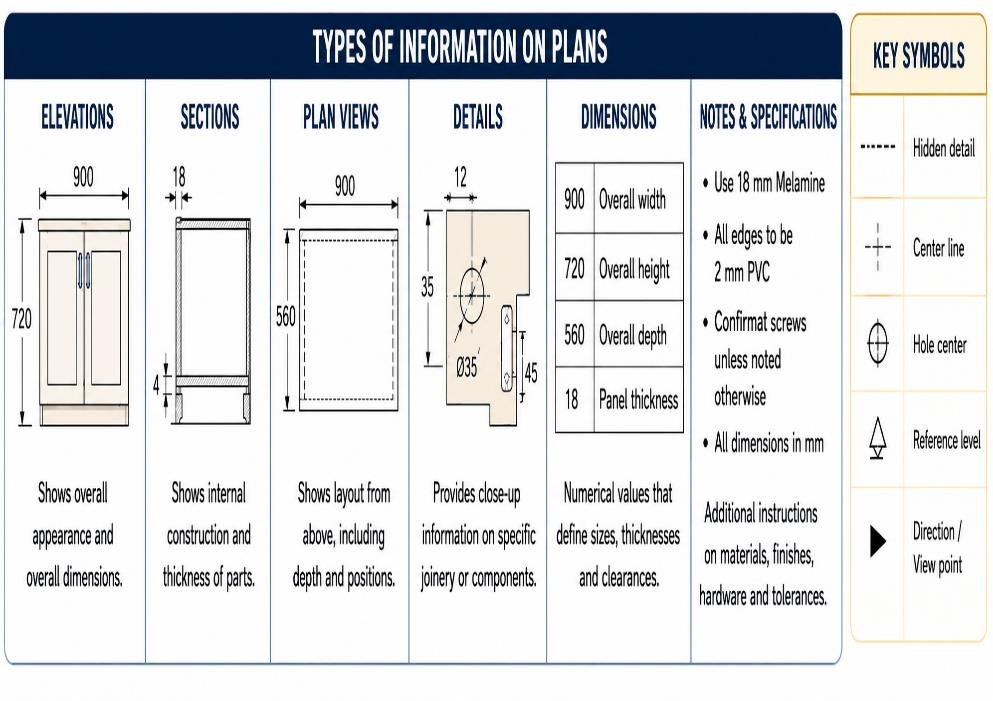 TYPES OF INFORMATION ON PLANS
ELEVATIONS
900
720
Shows overall
appearance and
overall dimensions.
SECTIONS
18
4
Shows internal
construction and
thickness of parts.
PLAN VIEWS
900
560
Shows layout from
above, including
depth and positions.
DETAILS
12
35
Ø35
45
Provides close-up
information on specific
joinery or components.
DIMENSIONS
900 Overall width
720 Overall height
560 Overall depth
18 Panel thickness
Numerical values that
define sizes, thicknesses
and clearances.
NOTES & SPECIFICATIONS
• Use 18 mm Melamine
• All edges to be
2 mm PVC
• Confirmat screws
unless noted
otherwise
• All dimensions in mm
Additional instructions
on materials, finishes,
hardware and tolerances.
KEY SYMBOLS
Hidden detail
Center line
Hole center
Reference level
Direction /
View point